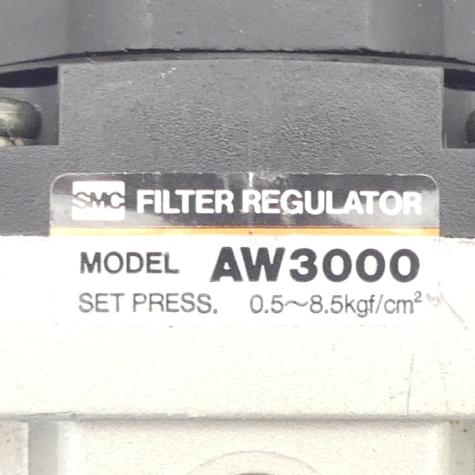 SMC FILTER REGULATOR
MODEL AW3000
SET PRESS. 0.5~8.5kgf/cm²